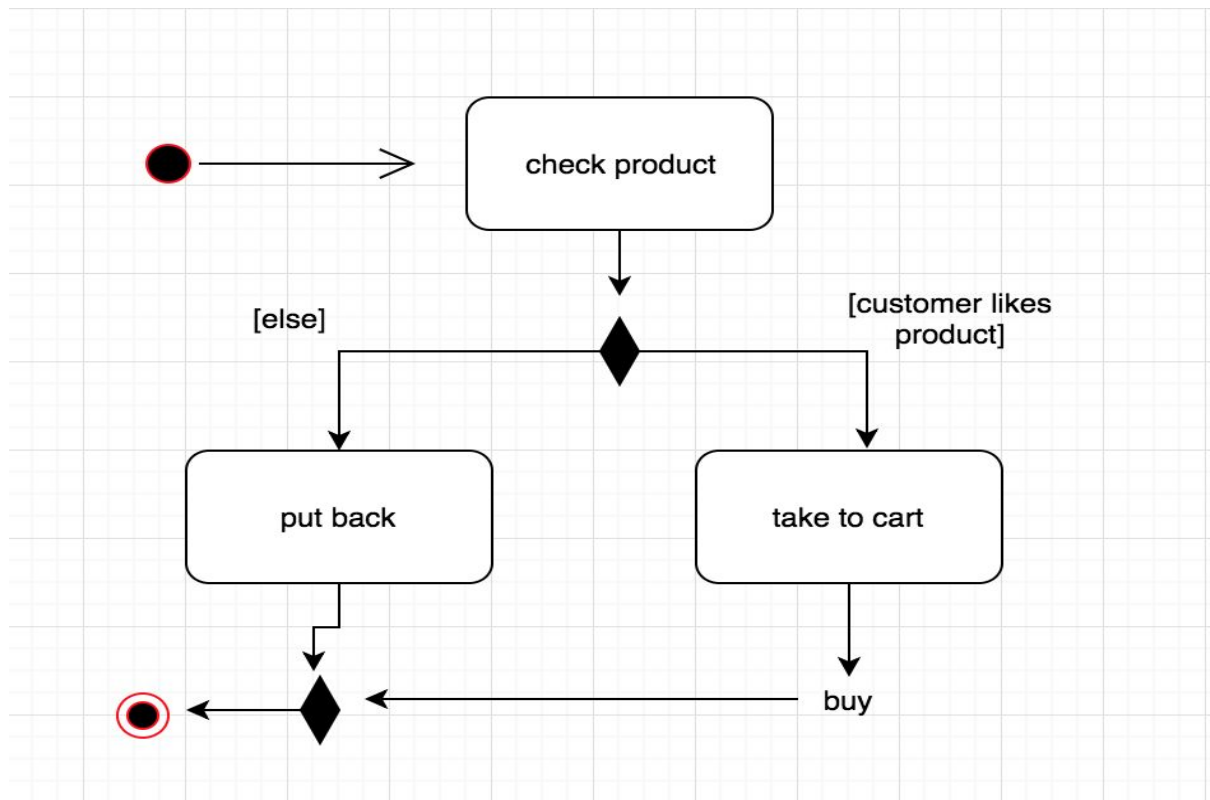 check product
[else]
[customer likes
product]
put back
take to cart
buy